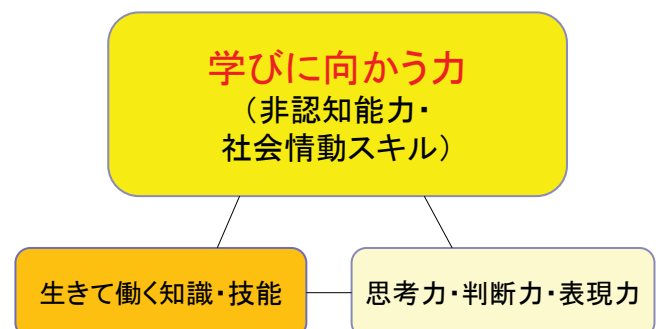 学びに向かう力
（非認知能力・
社会情動スキル）
生きて働く知識・技能
思考力・判断力・表現力